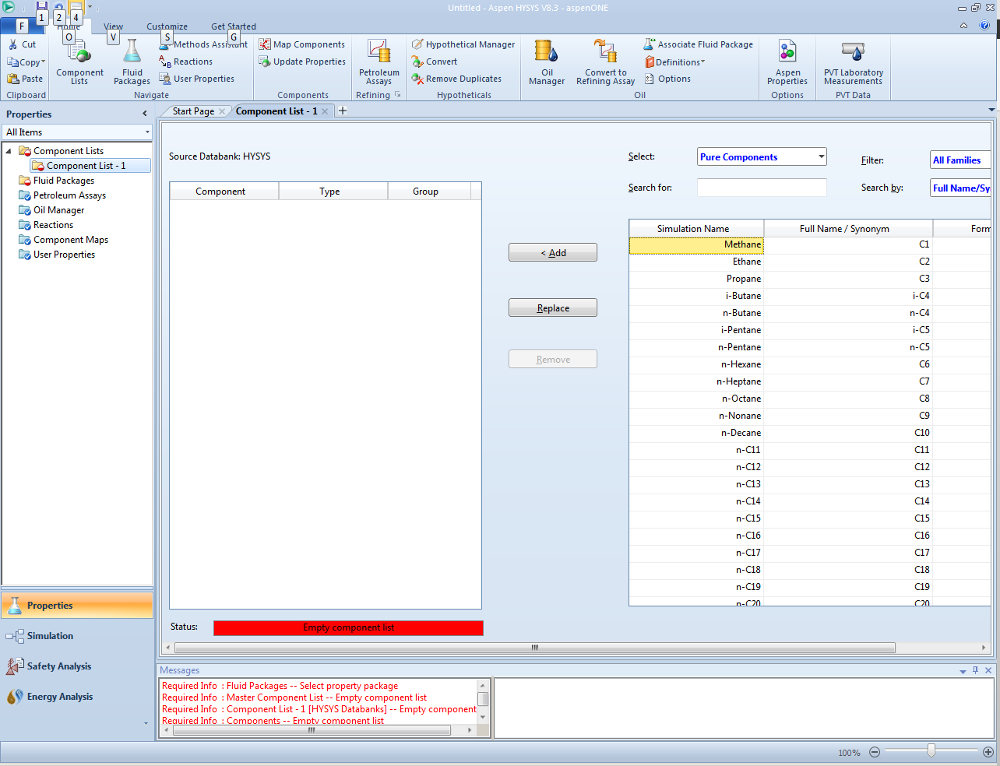 Untitled - Aspen HYSYS V8.3 - aspenONE
1 2 4
F Home View Customize Get Started
O V S G
Cut
Copy
Paste
Clipboard
Component Lists
Fluid Packages
Methods Assistant
Reactions
User Properties
Navigate
Map Components
Update Properties
Components
Petroleum Assays
Refining
Hypothetical Manager
Convert
Remove Duplicates
Hypotheticals
Oil Manager
Convert to Refining Assay
Associate Fluid Package
Definitions
Options
Oil
Aspen Properties
Options
PVT Laboratory Measurements
PVT Data
Properties
All Items
Component Lists
Component List - 1
Fluid Packages
Petroleum Assays
Oil Manager
Reactions
Component Maps
User Properties
Properties
Simulation
Safety Analysis
Energy Analysis
Start Page Component List - 1
Source Databank: HYSYS
Component Type Group
Status: Empty component list
< Add
Replace
Remove
Select: Pure Components Filter: All Families
Search for: Search by: Full Name/Sy
Simulation Name Full Name / Synonym Form
Methane C1
Ethane C2
Propane C3
i-Butane i-C4
n-Butane n-C4
i-Pentane i-C5
n-Pentane n-C5
n-Hexane C6
n-Heptane C7
n-Octane C8
n-Nonane C9
n-Decane C10
n-C11 C11
n-C12 C12
n-C13 C13
n-C14 C14
n-C15 C15
n-C16 C16
n-C17 C17
n-C18 C18
n-C19 C19
n-C20 C20
Messages
Required Info : Fluid Packages -- Select property package
Required Info : Master Component List -- Empty component list
Required Info : Component List - 1 [HYSYS Databanks] -- Empty component
Required Info : Components -- Empty component list
100%